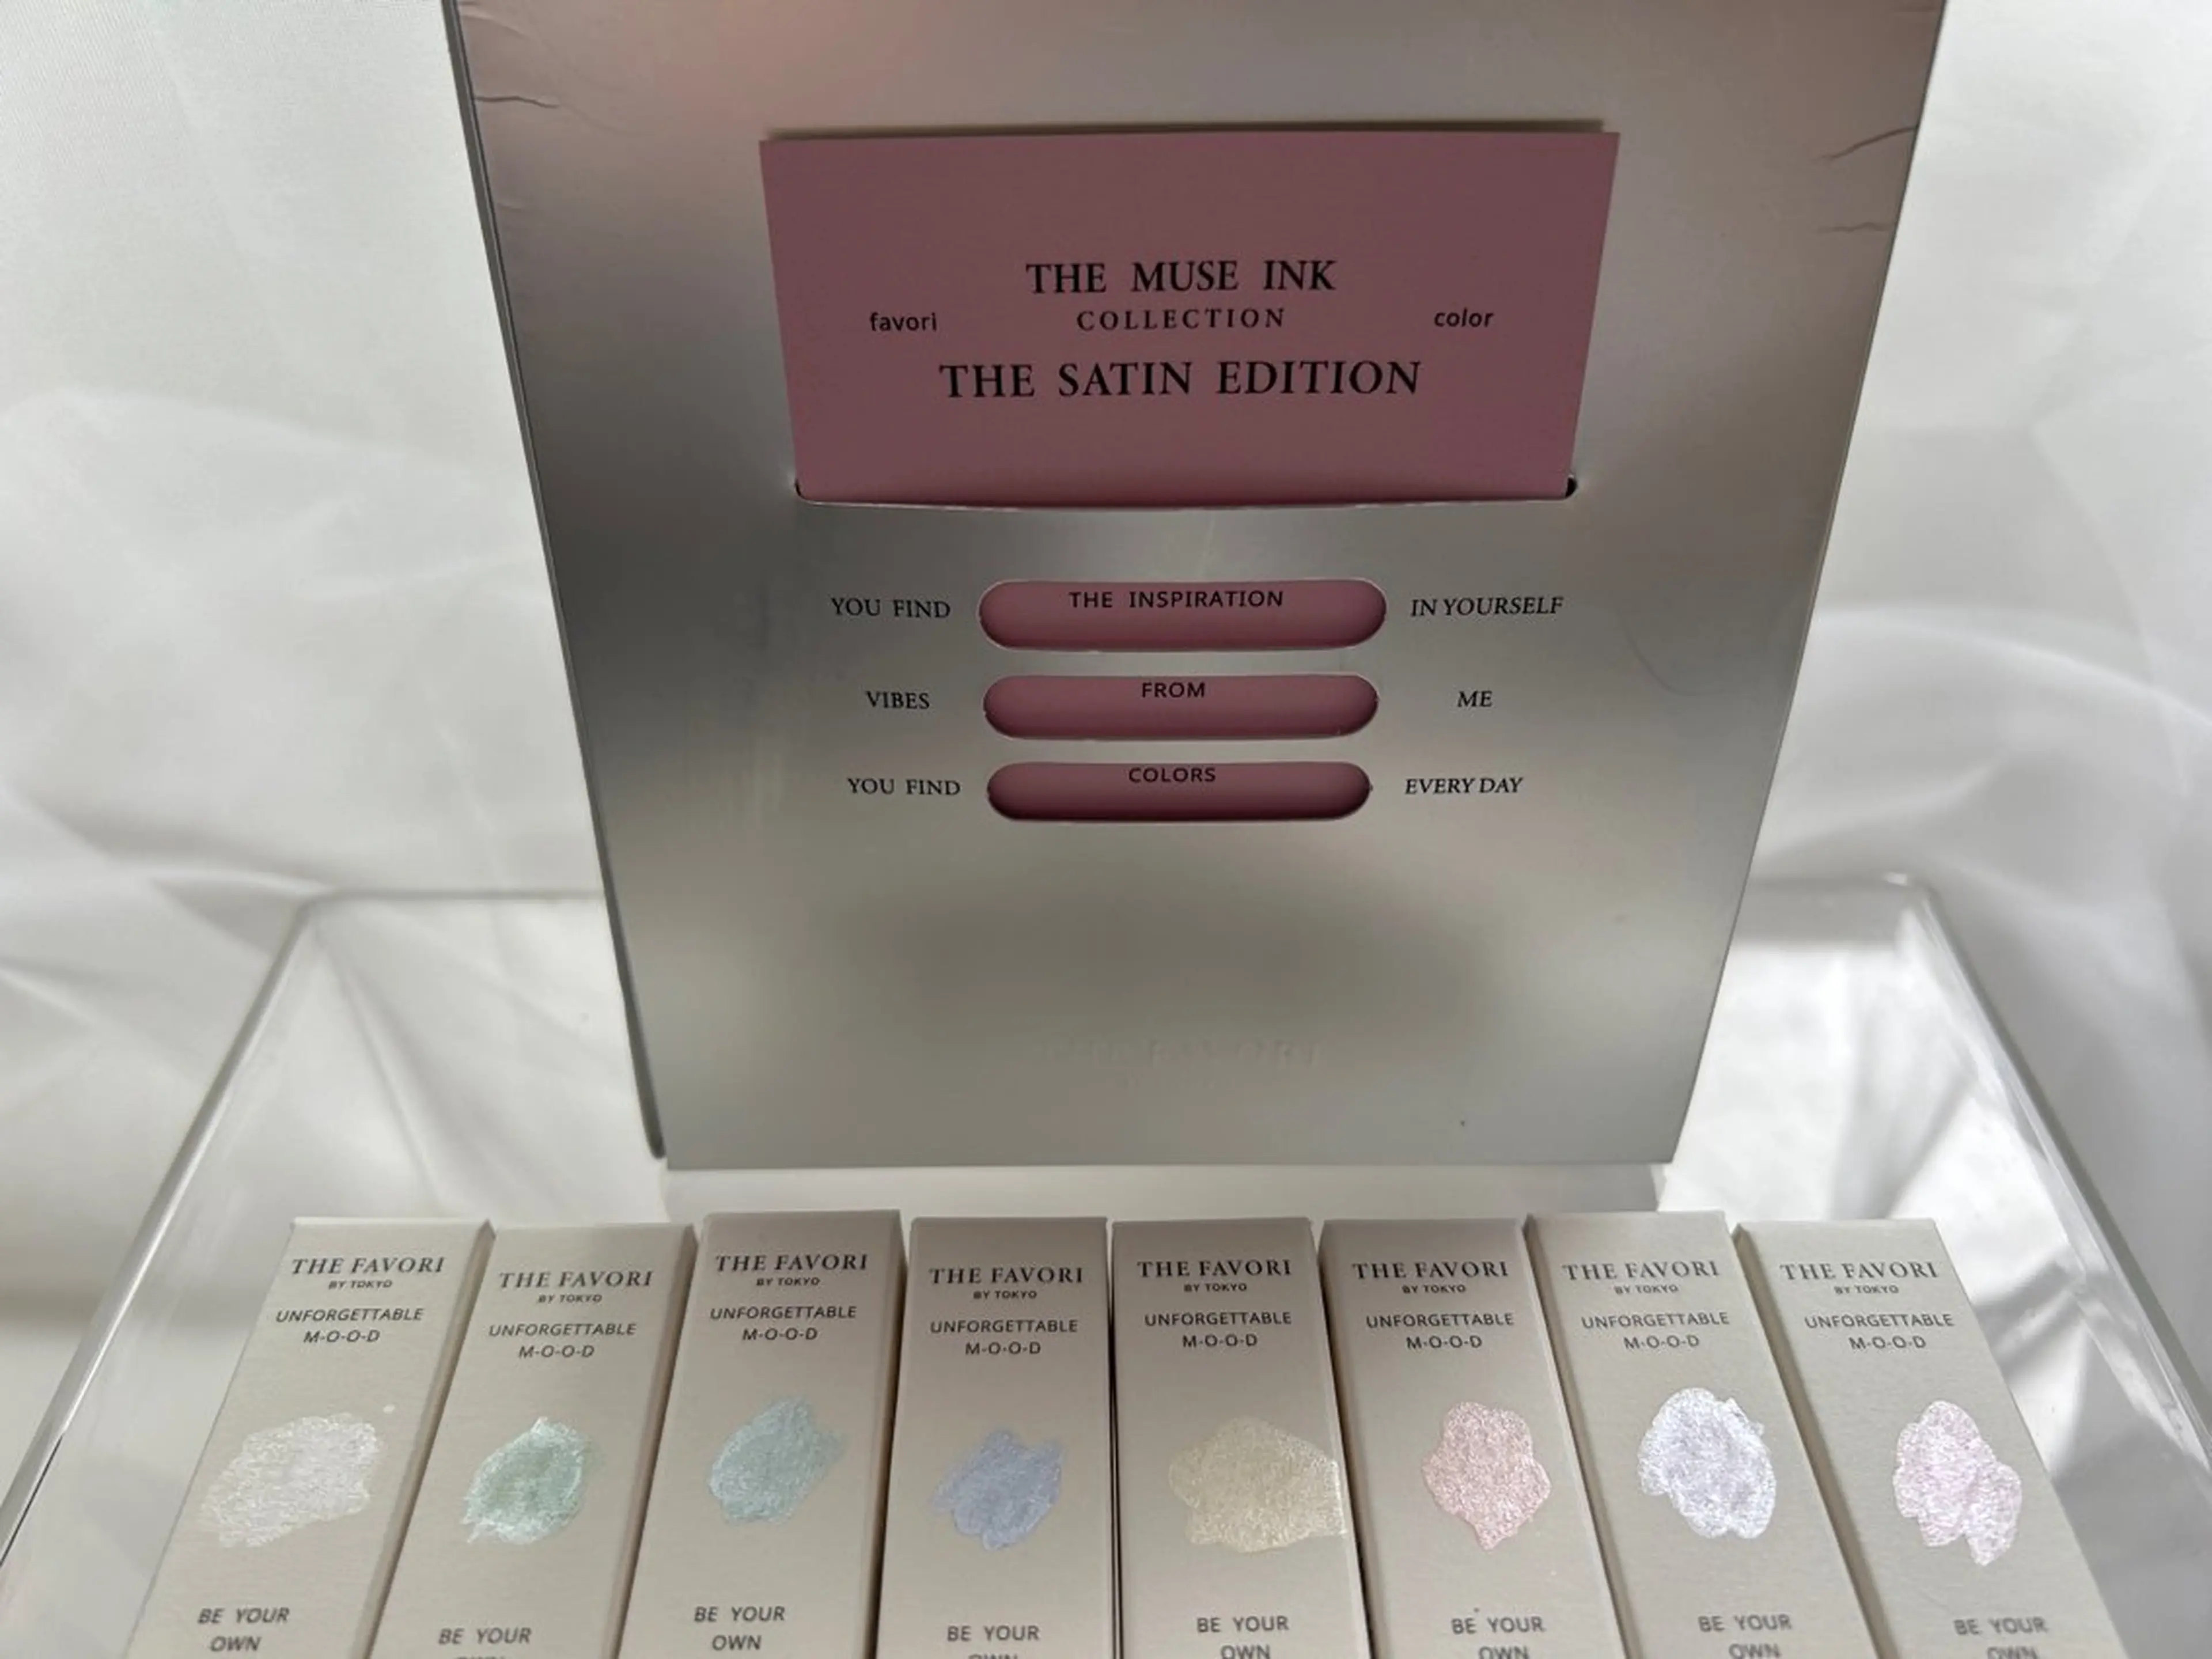 THE MUSE INK
favori COLLECTION color
THE SATIN EDITION
YOU FIND THE INSPIRATION IN YOURSELF
VIBES FROM ME
YOU FIND COLORS EVERY DAY
THE FAVORI
BY TOKYO
UNFORGETTABLE
M-O-O-D
BE YOUR
OWN
THE FAVORI
BY TOKYO
UNFORGETTABLE
M-O-O-D
BE YOUR
THE FAVORI
BY TOKYO
UNFORGETTABLE
M-O-O-D
BE YOUR
OWN
THE FAVORI
BY TOKYO
UNFORGETTABLE
M-O-O-D
BE YOUR
OWN
THE FAVORI
BY TOKYO
UNFORGETTABLE
M-O-O-D
BE YOUR
OWN
THE FAVORI
BY TOKYO
UNFORGETTABLE
M-O-O-D
BE YOUR
OWN
THE FAVORI
BY TOKYO
UNFORGETTABLE
M-O-O-D
BE YOUR
OWN
THE FAVORI
BY TOKYO
UNFORGETTABLE
M-O-O-D
BE YOUR
OWN